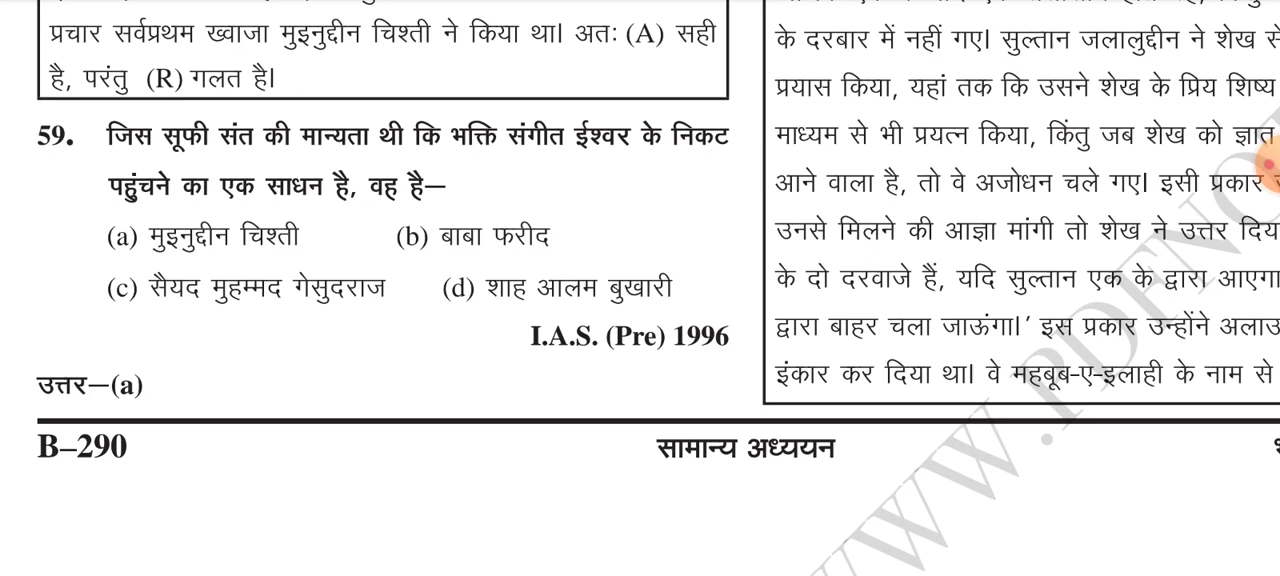 प्रचार सर्वप्रथम ख्वाजा मुइनुद्दीन चिश्ती ने किया था। अतः (A) सही
है, परंतु (R) गलत है।
59. जिस सूफी संत की मान्यता थी कि भक्ति संगीत ईश्वर के निकट
पहुंचने का एक साधन है, वह है—
(a) मुइनुद्दीन चिश्ती (b) बाबा फरीद
(c) सैयद मुहम्मद गेसुदराज (d) शाह आलम बुखारी
I.A.S. (Pre) 1996
उत्तर—(a)
के दरबार में नहीं गए। सुल्तान जलालुद्दीन ने शेख से
प्रयास किया, यहां तक कि उसने शेख के प्रिय शिष्य
माध्यम से भी प्रयत्न किया, किंतु जब शेख को ज्ञात
आने वाला है, तो वे अजोधन चले गए। इसी प्रकार
उनसे मिलने की आज्ञा मांगी तो शेख ने उत्तर दिय
के दो दरवाजे हैं, यदि सुल्तान एक के द्वारा आएगा
द्वारा बाहर चला जाऊंगा।’ इस प्रकार उन्होंने अलाउ
इंकार कर दिया था। वे महबूब-ए-इलाही के नाम से
B–290 सामान्य अध्ययन
WWW.PDFNO